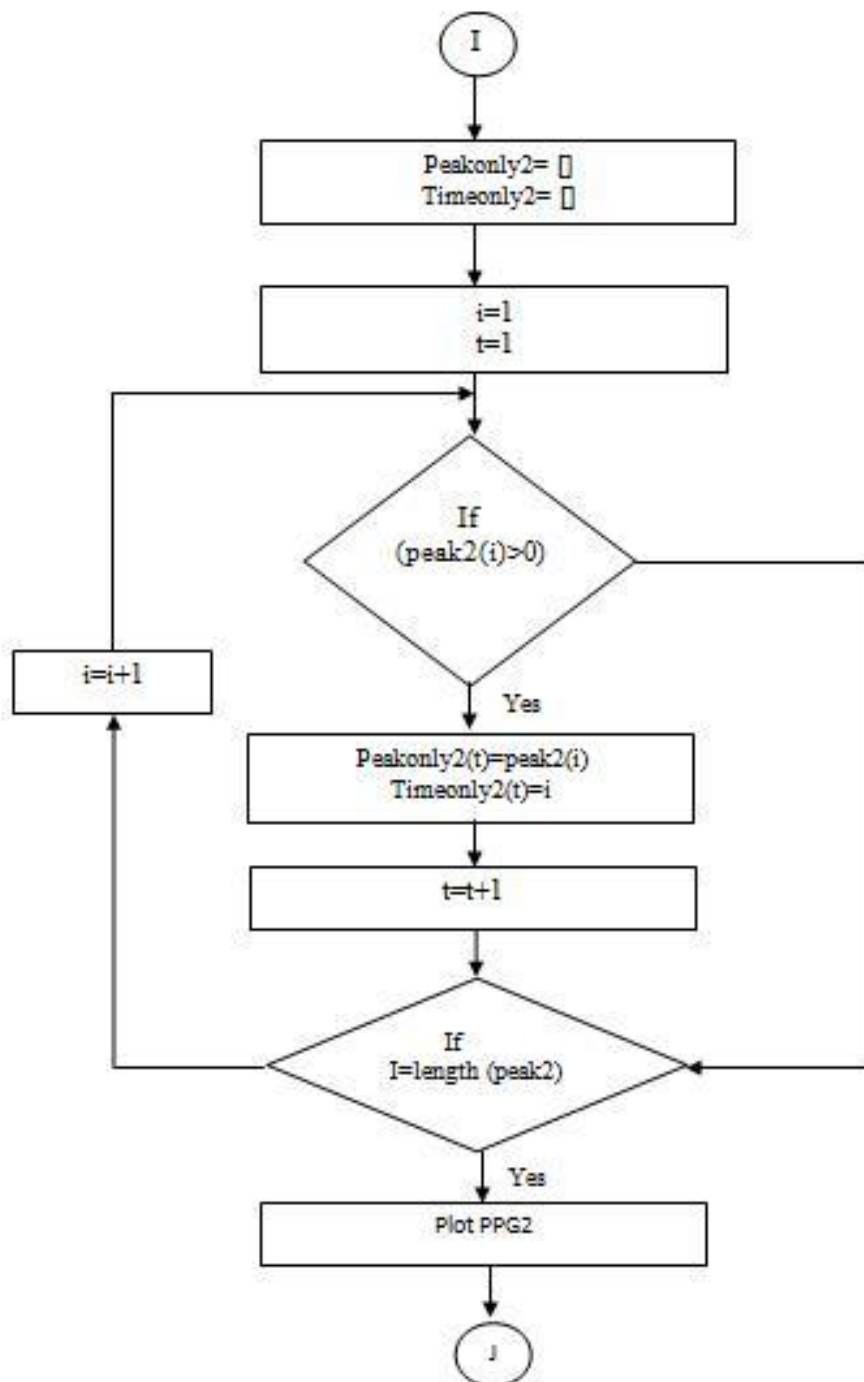 I
Peakonly2= []
Timeonly2= []
i=1
t=1
If
(peak2(i)>0)
i=i+1
Yes
Peakonly2(t)=peak2(i)
Timeonly2(t)=i
t=t+1
If
I=length (peak2)
Yes
Plot PPG2
J